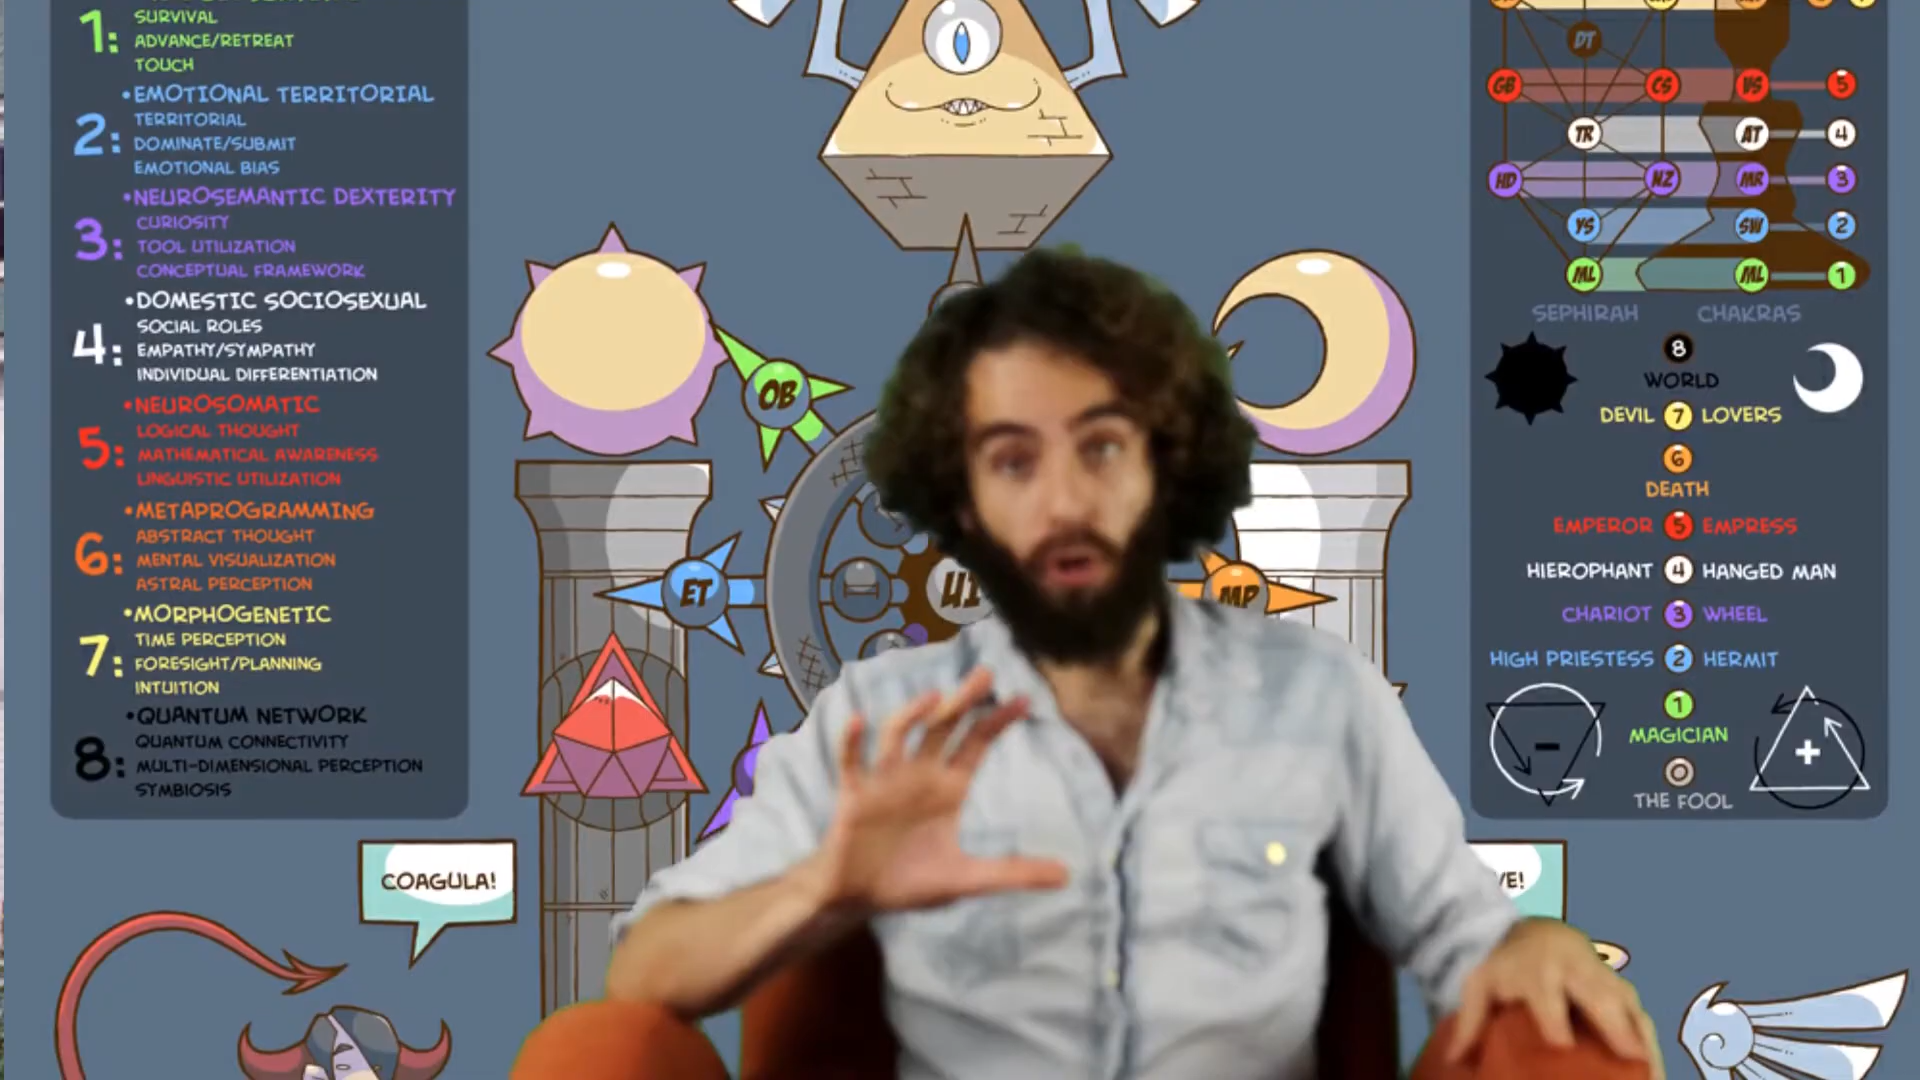 1:
SURVIVAL
ADVANCE/RETREAT
TOUCH
•EMOTIONAL TERRITORIAL
2:
TERRITORIAL
DOMINATE/SUBMIT
EMOTIONAL BIAS
•NEUROSEMANTIC DEXTERITY
3:
CURIOSITY
TOOL UTILIZATION
CONCEPTUAL FRAMEWORK
•DOMESTIC SOCIOSEXUAL
4:
SOCIAL ROLES
EMPATHY/SYMPATHY
INDIVIDUAL DIFFERENTIATION
•NEUROSOMATIC
5:
LOGICAL THOUGHT
MATHEMATICAL AWARENESS
LINGUISTIC UTILIZATION
•METAPROGRAMMING
6:
ABSTRACT THOUGHT
MENTAL VISUALIZATION
ASTRAL PERCEPTION
•MORPHOGENETIC
7:
TIME PERCEPTION
FORESIGHT/PLANNING
INTUITION
•QUANTUM NETWORK
8:
QUANTUM CONNECTIVITY
MULTI-DIMENSIONAL PERCEPTION
SYMBIOSIS
COAGULA!
OB
ET
UI
MP
VE!
DT
GB CS VS 5
TR AT 4
HD NZ MR 3
YS SW 2
ML ML 1
SEPHIRAH CHAKRAS
8
WORLD
DEVIL 7 LOVERS
6
DEATH
EMPEROR 5 EMPRESS
HIEROPHANT 4 HANGED MAN
CHARIOT 3 WHEEL
HIGH PRIESTESS 2 HERMIT
1
MAGICIAN
THE FOOL